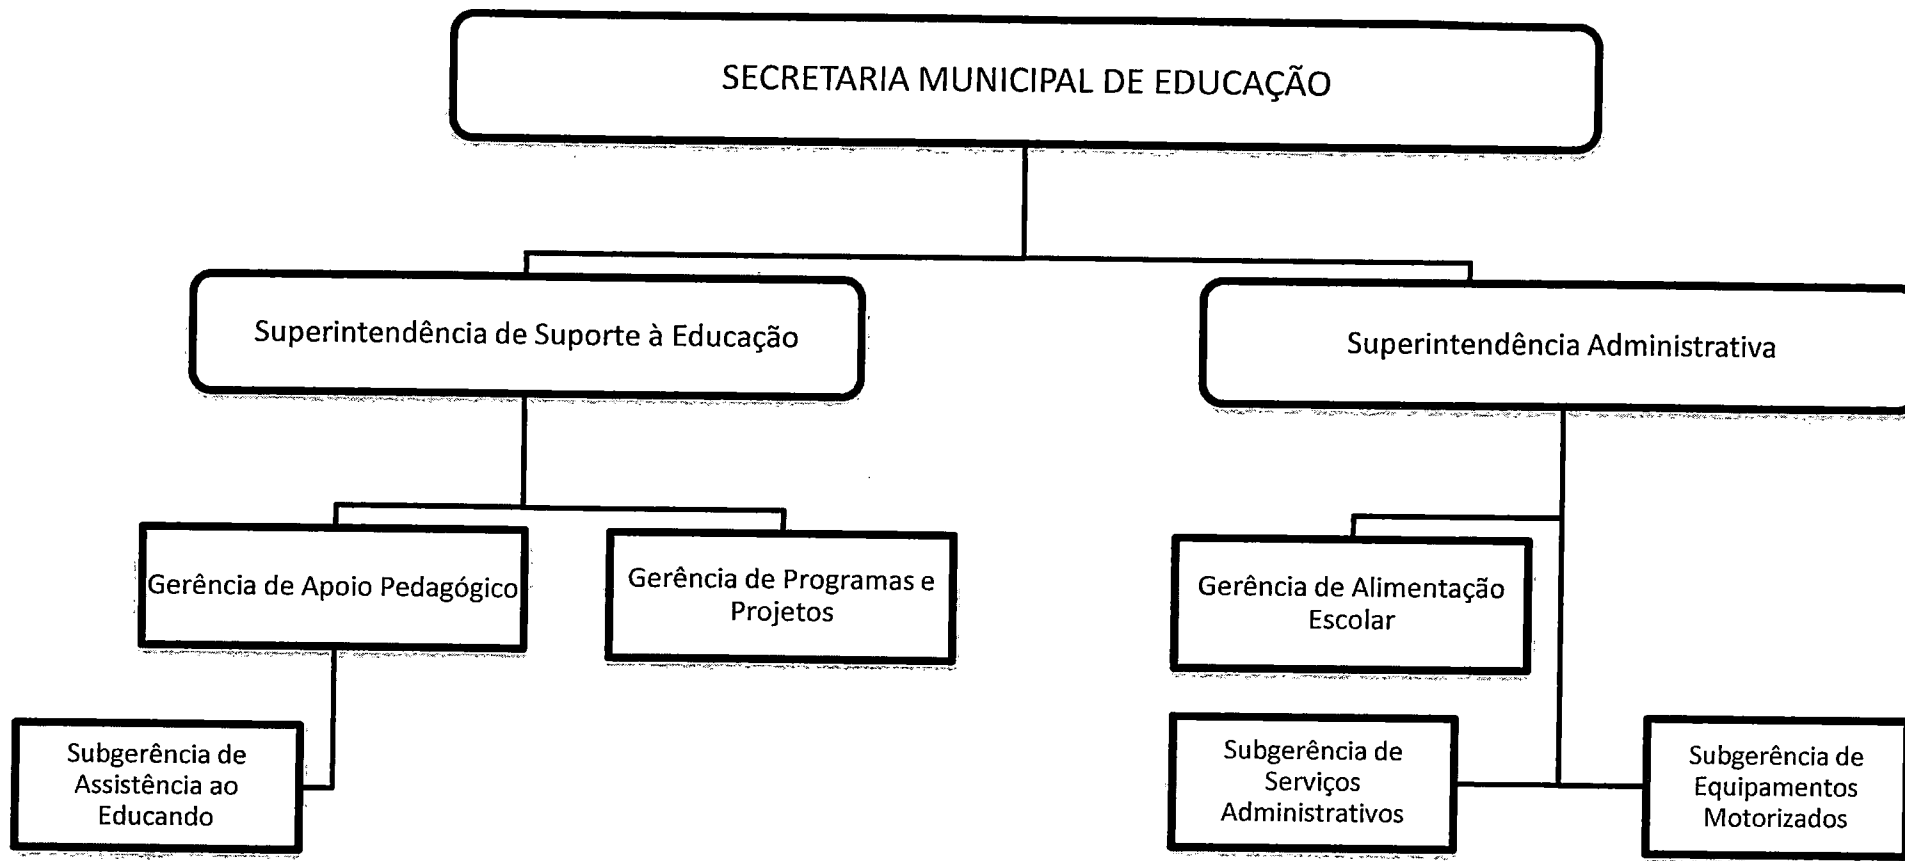 SECRETARIA MUNICIPAL DE EDUCAÇÃO
Superintendência de Suporte à Educação
Superintendência Administrativa
Gerência de Apoio Pedagógico
Gerência de Programas e
Projetos
Gerência de Alimentação
Escolar
Subgerência de
Assistência ao
Educando
Subgerência de
Serviços
Administrativos
Subgerência de
Equipamentos
Motorizados